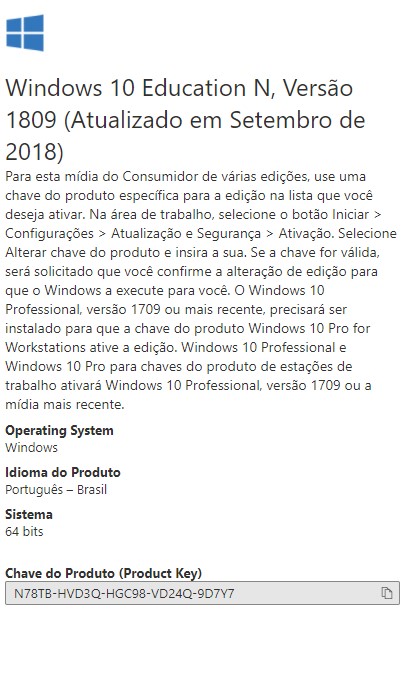 Windows 10 Education N, Versão
1809 (Atualizado em Setembro de
2018)
Para esta mídia do Consumidor de várias edições, use uma
chave do produto específica para a edição na lista que você
deseja ativar. Na área de trabalho, selecione o botão Iniciar >
Configurações > Atualização e Segurança > Ativação. Selecione
Alterar chave do produto e insira a sua. Se a chave for válida,
será solicitado que você confirme a alteração de edição para
que o Windows a execute para você. O Windows 10
Professional, versão 1709 ou mais recente, precisará ser
instalado para que a chave do produto Windows 10 Pro for
Workstations ative a edição. Windows 10 Professional e
Windows 10 Pro para chaves do produto de estações de
trabalho ativará Windows 10 Professional, versão 1709 ou a
mídia mais recente.
Operating System
Windows
Idioma do Produto
Português – Brasil
Sistema
64 bits
Chave do Produto (Product Key)
N78TB-HVD3Q-HGC98-VD24Q-9D7Y7